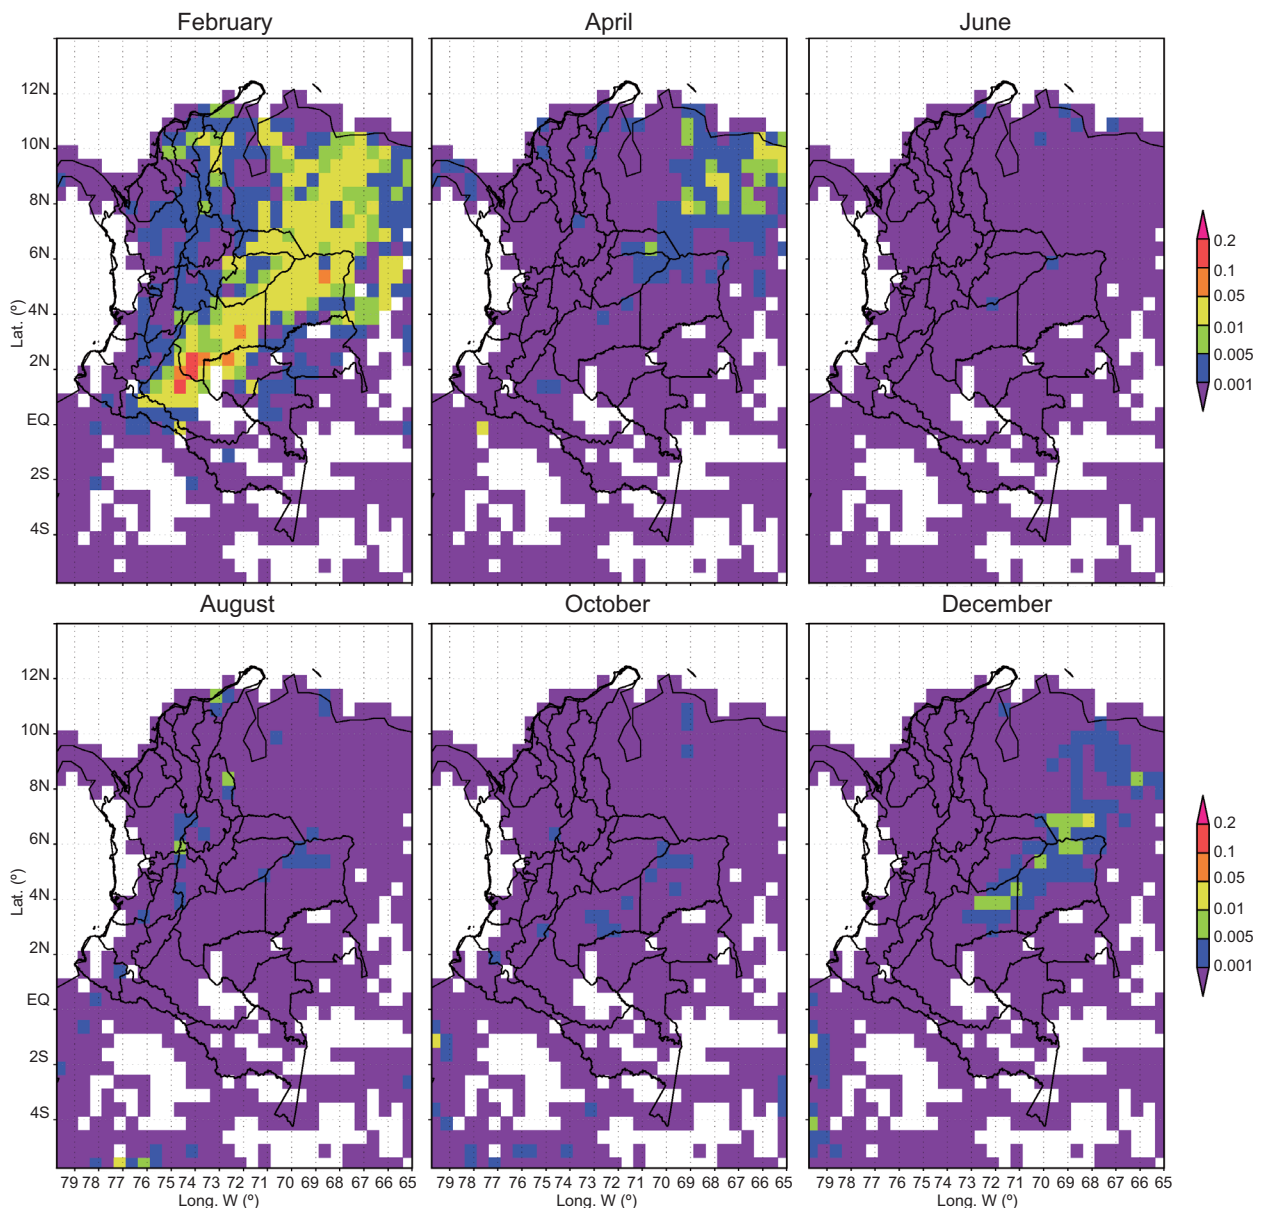 February April June
12N
10N
8N
6N
4N
2N
EQ
2S
4S
Lat. (º)
0.2
0.1
0.05
0.01
0.005
0.001
August October December
12N
10N
8N
6N
4N
2N
EQ
2S
4S
Lat. (º)
0.2
0.1
0.05
0.01
0.005
0.001
79 78 77 76 75 74 73 72 71 70 69 68 67 66 65 79 78 77 76 75 74 73 72 71 70 69 68 67 66 65 79 78 77 76 75 74 73 72 71 70 69 68 67 66 65
Long. W (º) Long. W (º) Long. W (º)